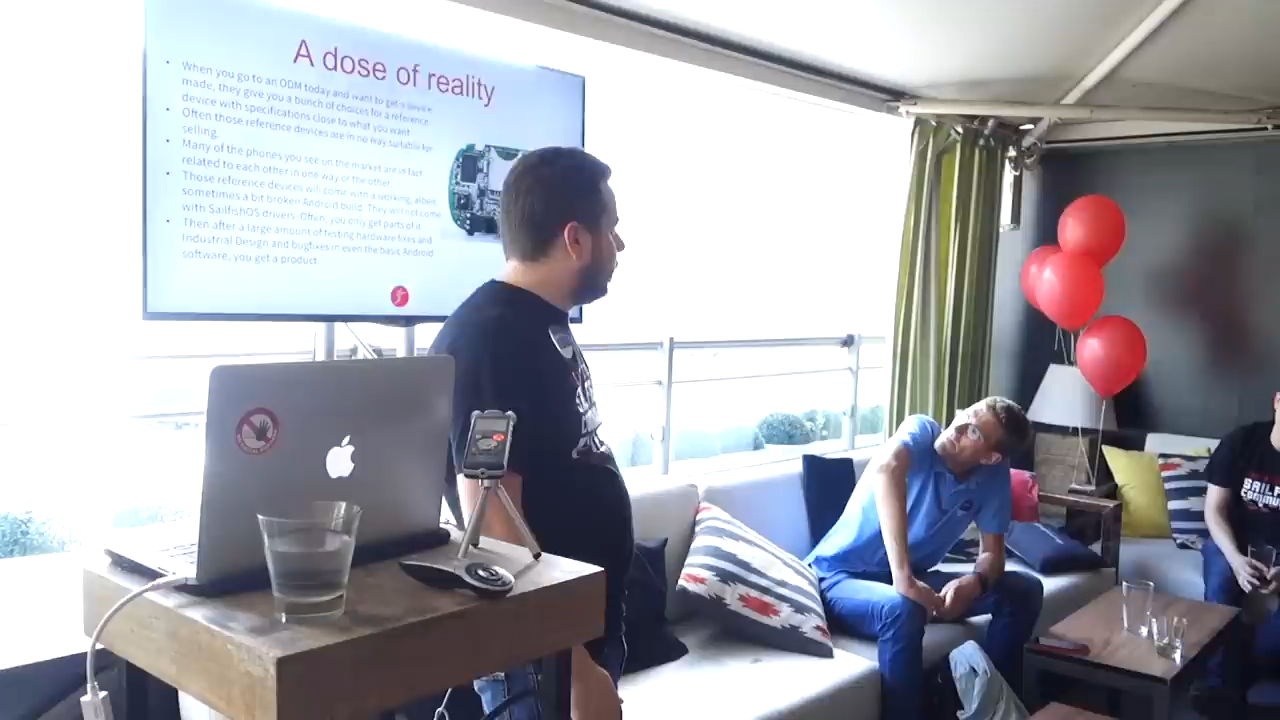 A dose of reality
• When you go to an ODM today and want to get a device
made, they give you a bunch of choices for a reference
device with specifications close to what you want
• Often those reference devices are in no way suitable for
selling.
• Many of the phones you see on the market are in fact
related to each other in one way or the other
• Those reference devices will come with a working, albeit
sometimes a bit broken Android build. They will not come
with SailfishOS drivers. Often, you only get parts of it
• Then after a large amount of testing hardware fixes and
Industrial Design and bugfixes in even the basic Android
software, you get a product
SAILF
COMMU